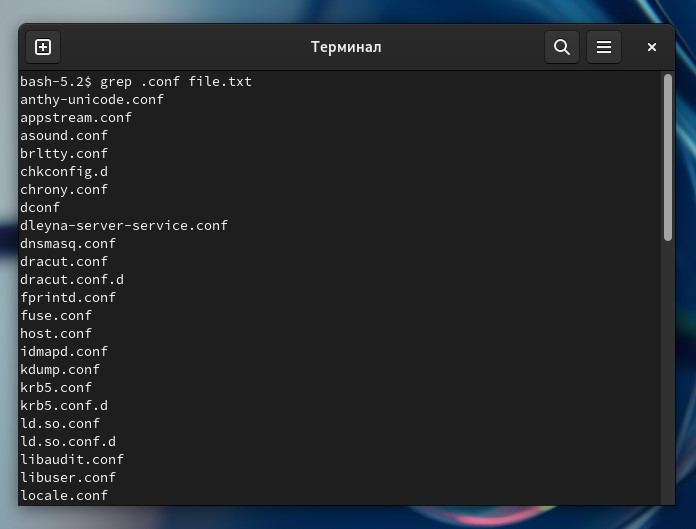 Терминал
bash-5.2$ grep .conf file.txt
anthy-unicode.conf
appstream.conf
asound.conf
brltty.conf
chkconfig.d
chrony.conf
dconf
dleyna-server-service.conf
dnsmasq.conf
dracut.conf
dracut.conf.d
fprintd.conf
fuse.conf
host.conf
idmapd.conf
kdump.conf
krb5.conf
krb5.conf.d
ld.so.conf
ld.so.conf.d
libaudit.conf
libuser.conf
locale.conf